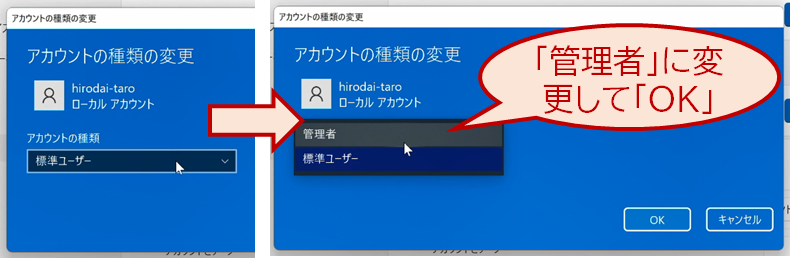 アカウントの種類の変更
アカウントの種類の変更
hirodai-taro
ローカル アカウント
アカウントの種類
標準ユーザー
アカウントの種類の変更
アカウントの種類の変更
hirodai-taro
ローカル アカウント
管理者
標準ユーザー
OK
キャンセル
「管理者」に変
更して「OK」